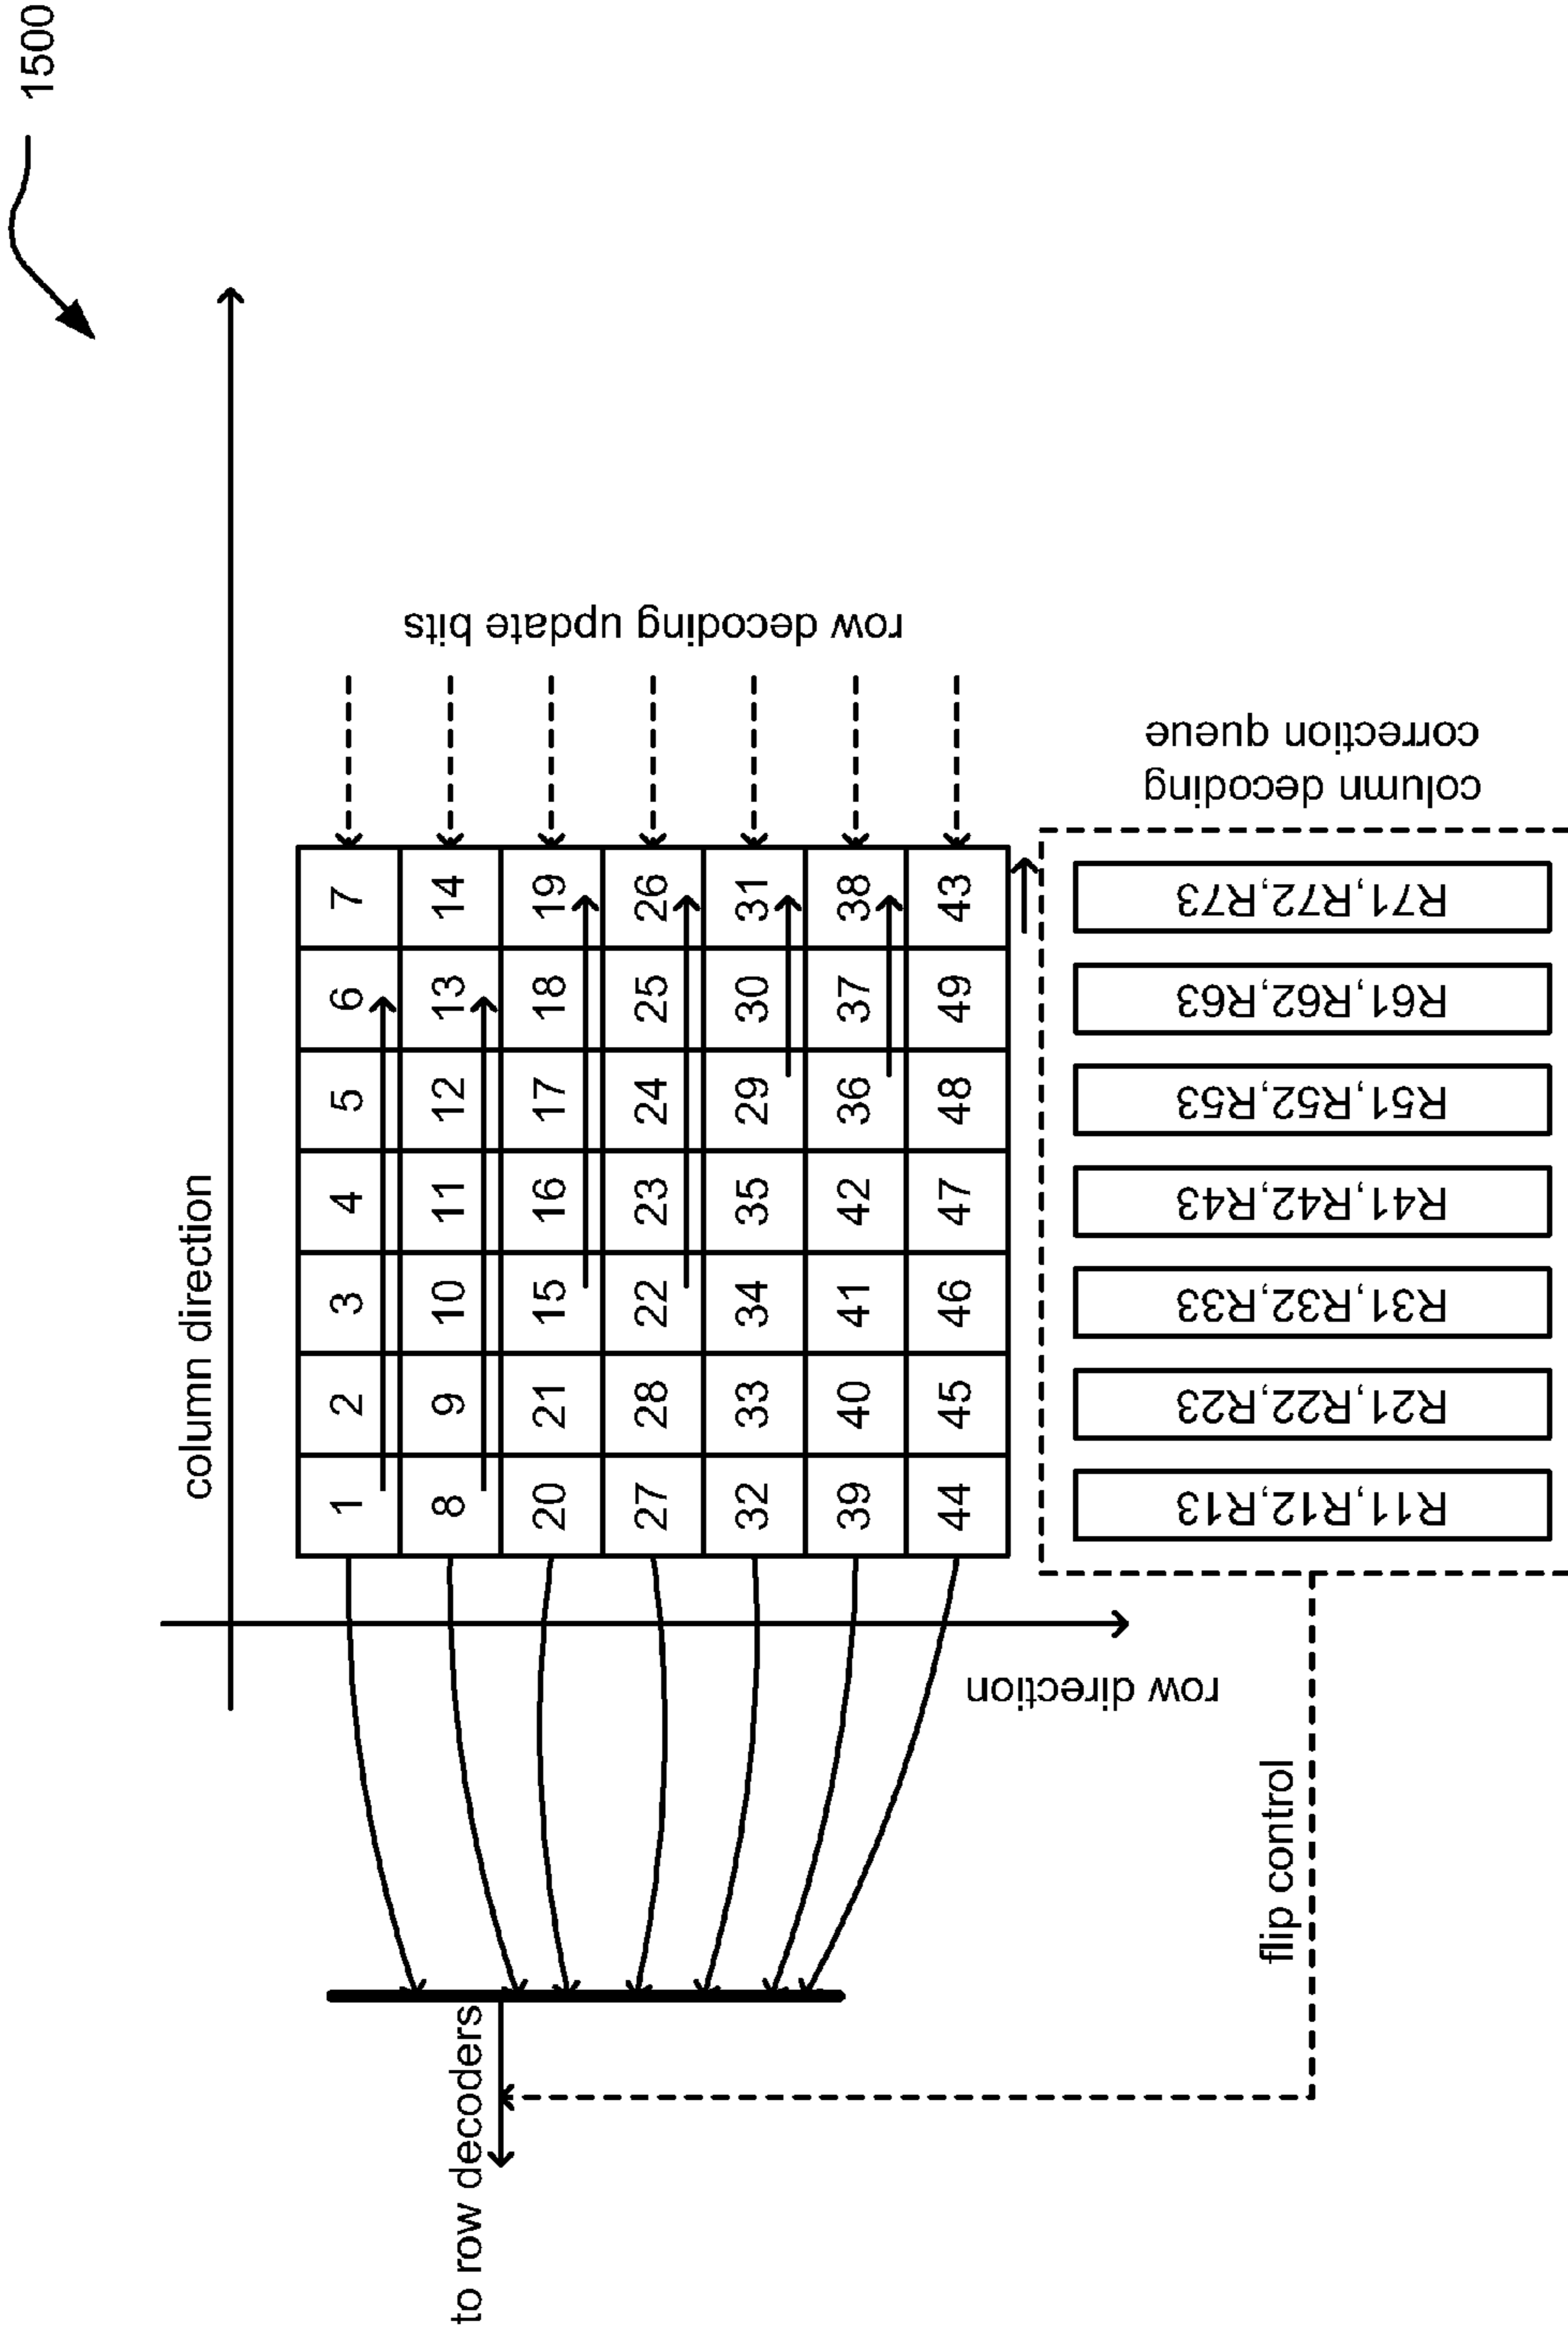 1500
column direction
1 2 3 4 5 6 7
8 9 10 11 12 13 14
20 21 15 16 17 18 19
27 28 22 23 24 25 26
32 33 34 35 29 30 31
39 40 41 42 36 37 38
44 45 46 47 48 49 43
row decoding update bits
to row decoders
row direction
flip control
R11,R12,R13
R21,R22,R23
R31,R32,R33
R41,R42,R43
R51,R52,R53
R61,R62,R63
R71,R72,R73
column decoding
correction queue